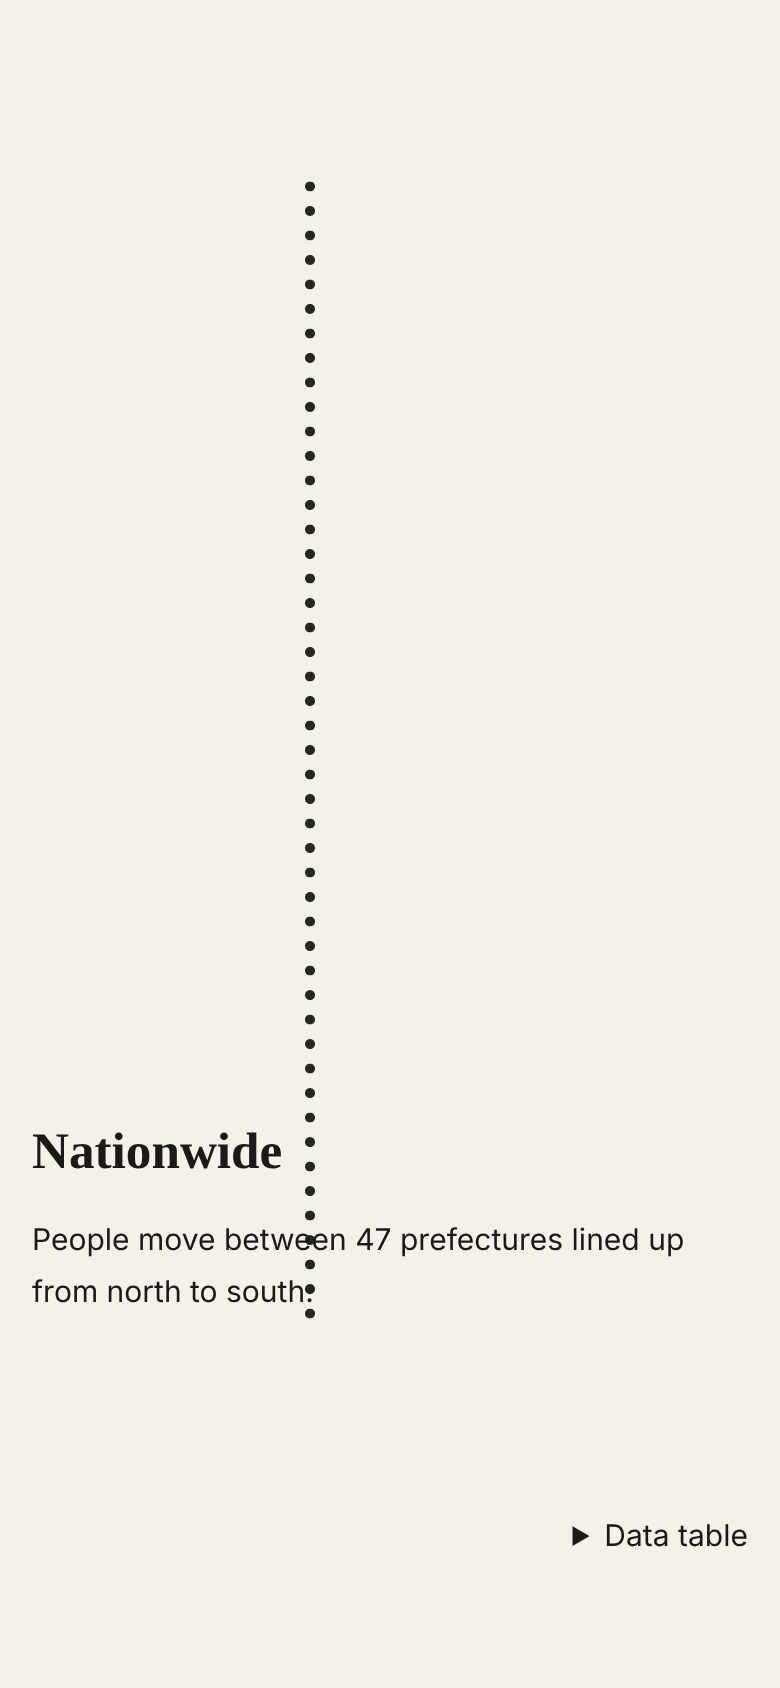 Nationwide
People move between 47 prefectures lined up
from north to south.
▶ Data table